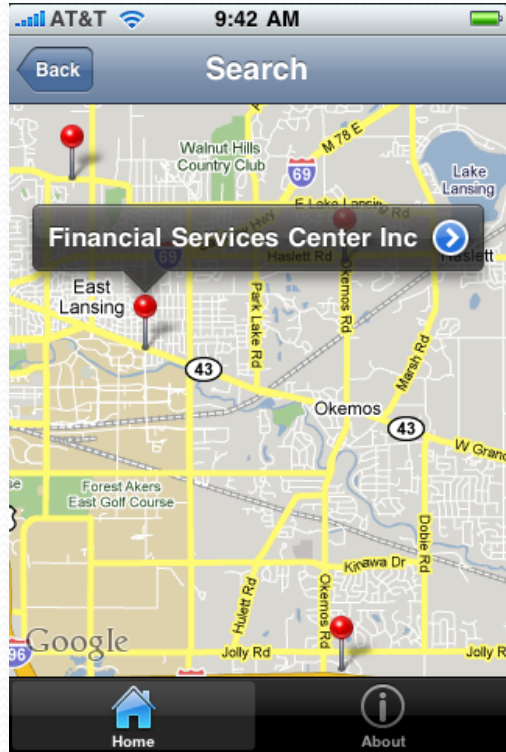 AT&T
9:42 AM
Back
Search
Walnut Hills
Country Club
M 78 E
69
Lake
Lansing
E Lake Lansing Rd
Financial Services Center Inc
69
Haslett Rd
Haslett
East
Lansing
Park Lake Rd
Okemos Rd
Marsh Rd
43
Okemos
43
W Grand
Forest Akers
East Golf Course
Dobie Rd
Kinawa Dr
Hulett Rd
Okemos Rd
Google
96
Jolly Rd
Jolly R
Home
About